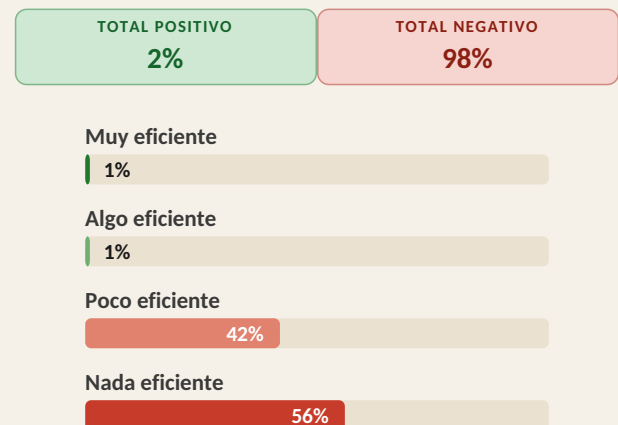 TOTAL POSITIVO
2%
TOTAL NEGATIVO
98%
Muy eficiente
1%
Algo eficiente
1%
Poco eficiente
42%
Nada eficiente
56%